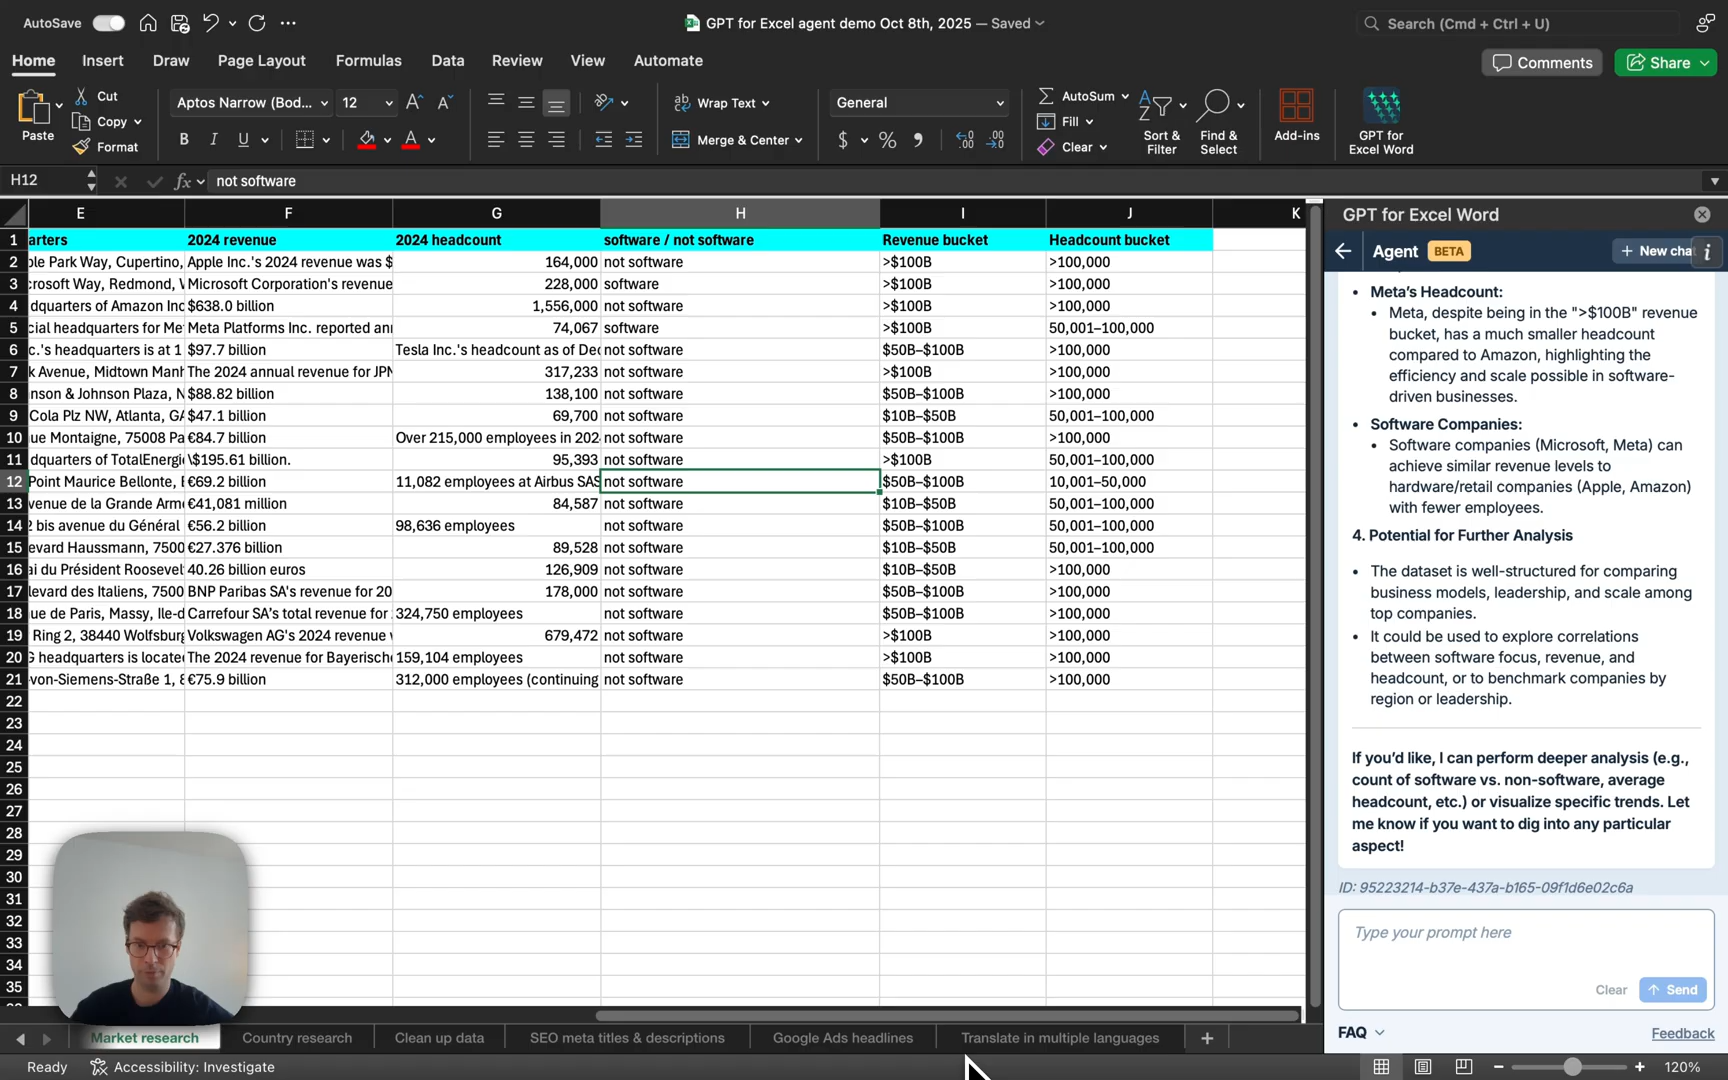 AutoSave
GPT for Excel agent demo Oct 8th, 2025 — Saved
Search (Cmd + Ctrl + U)
Home Insert Draw Page Layout Formulas Data Review View Automate
Comments
Share
Paste
Cut
Copy
Format
Aptos Narrow (Bod...
12
B I U
Wrap Text
Merge & Center
General
$ % 9
AutoSum
Fill
Clear
Sort & Filter
Find & Select
Add-ins
GPT for Excel Word
H12
fx
not software
E F G H I J K
1 arters 2024 revenue 2024 headcount software / not software Revenue bucket Headcount bucket
2 ple Park Way, Cupertino, Apple Inc.'s 2024 revenue was $ 164,000 not software >$100B >100,000
3 crosoft Way, Redmond, Microsoft Corporation's revenue 228,000 software >$100B >100,000
4 dquarters of Amazon Inc $638.0 billion 1,556,000 not software >$100B >100,000
5 cial headquarters for Me Meta Platforms Inc. reported an 74,067 software >$100B 50,001–100,000
6 c.'s headquarters is at 1 $97.7 billion Tesla Inc.'s headcount as of Dec not software $50B–$100B >100,000
7 k Avenue, Midtown Manh The 2024 annual revenue for JPN 317,233 not software >$100B >100,000
8 nson & Johnson Plaza, N $88.82 billion 138,100 not software $50B–$100B >100,000
9 Cola Plz NW, Atlanta, GA $47.1 billion 69,700 not software $10B–$50B 50,001–100,000
10 ue Montaigne, 75008 Pa €84.7 billion Over 215,000 employees in 202 not software $50B–$100B >100,000
11 dquarters of TotalEnergi \$195.61 billion. 95,393 not software >$100B 50,001–100,000
12 Point Maurice Bellonte, €69.2 billion 11,082 employees at Airbus SAS not software $50B–$100B 10,001–50,000
13 venue de la Grande Arm €41,081 million 84,587 not software $10B–$50B 50,001–100,000
14 2 bis avenue du Général €56.2 billion 98,636 employees not software $50B–$100B 50,001–100,000
15 evard Haussmann, 7500 €27.376 billion 89,528 not software $10B–$50B 50,001–100,000
16 ai du Président Roosevel 40.26 billion euros 126,909 not software $10B–$50B >100,000
17 levard des Italiens, 7500 BNP Paribas SA's revenue for 20 178,000 not software $50B–$100B >100,000
18 ue de Paris, Massy, Ile-d Carrefour SA's total revenue for 324,750 employees not software $50B–$100B >100,000
19 Ring 2, 38440 Wolfsburg Volkswagen AG's 2024 revenue 679,472 not software >$100B >100,000
20 G headquarters is locate The 2024 revenue for Bayerisch 159,104 employees not software >$100B >100,000
21 -von-Siemens-Straße 1, 8 €75.9 billion 312,000 employees (continuing not software $50B–$100B >100,000
22
23
24
25
26
27
28
29
30
31
32
33
34
35
GPT for Excel Word
Agent BETA
+ New chat
• Meta's Headcount:
• Meta, despite being in the ">$100B" revenue
bucket, has a much smaller headcount
compared to Amazon, highlighting the
efficiency and scale possible in software-
driven businesses.
• Software Companies:
• Software companies (Microsoft, Meta) can
achieve similar revenue levels to
hardware/retail companies (Apple, Amazon)
with fewer employees.
4. Potential for Further Analysis
• The dataset is well-structured for comparing
business models, leadership, and scale among
top companies.
• It could be used to explore correlations
between software focus, revenue, and
headcount, or to benchmark companies by
region or leadership.
If you'd like, I can perform deeper analysis (e.g.,
count of software vs. non-software, average
headcount, etc.) or visualize specific trends. Let
me know if you want to dig into any particular
aspect!
ID: 95223214-b37e-437a-b165-09f1d6e02c6a
Type your prompt here
Clear
Send
FAQ
Feedback
Market research Country research Clean up data SEO meta titles & descriptions Google Ads headlines Translate in multiple languages +
Ready
Accessibility: Investigate
120%